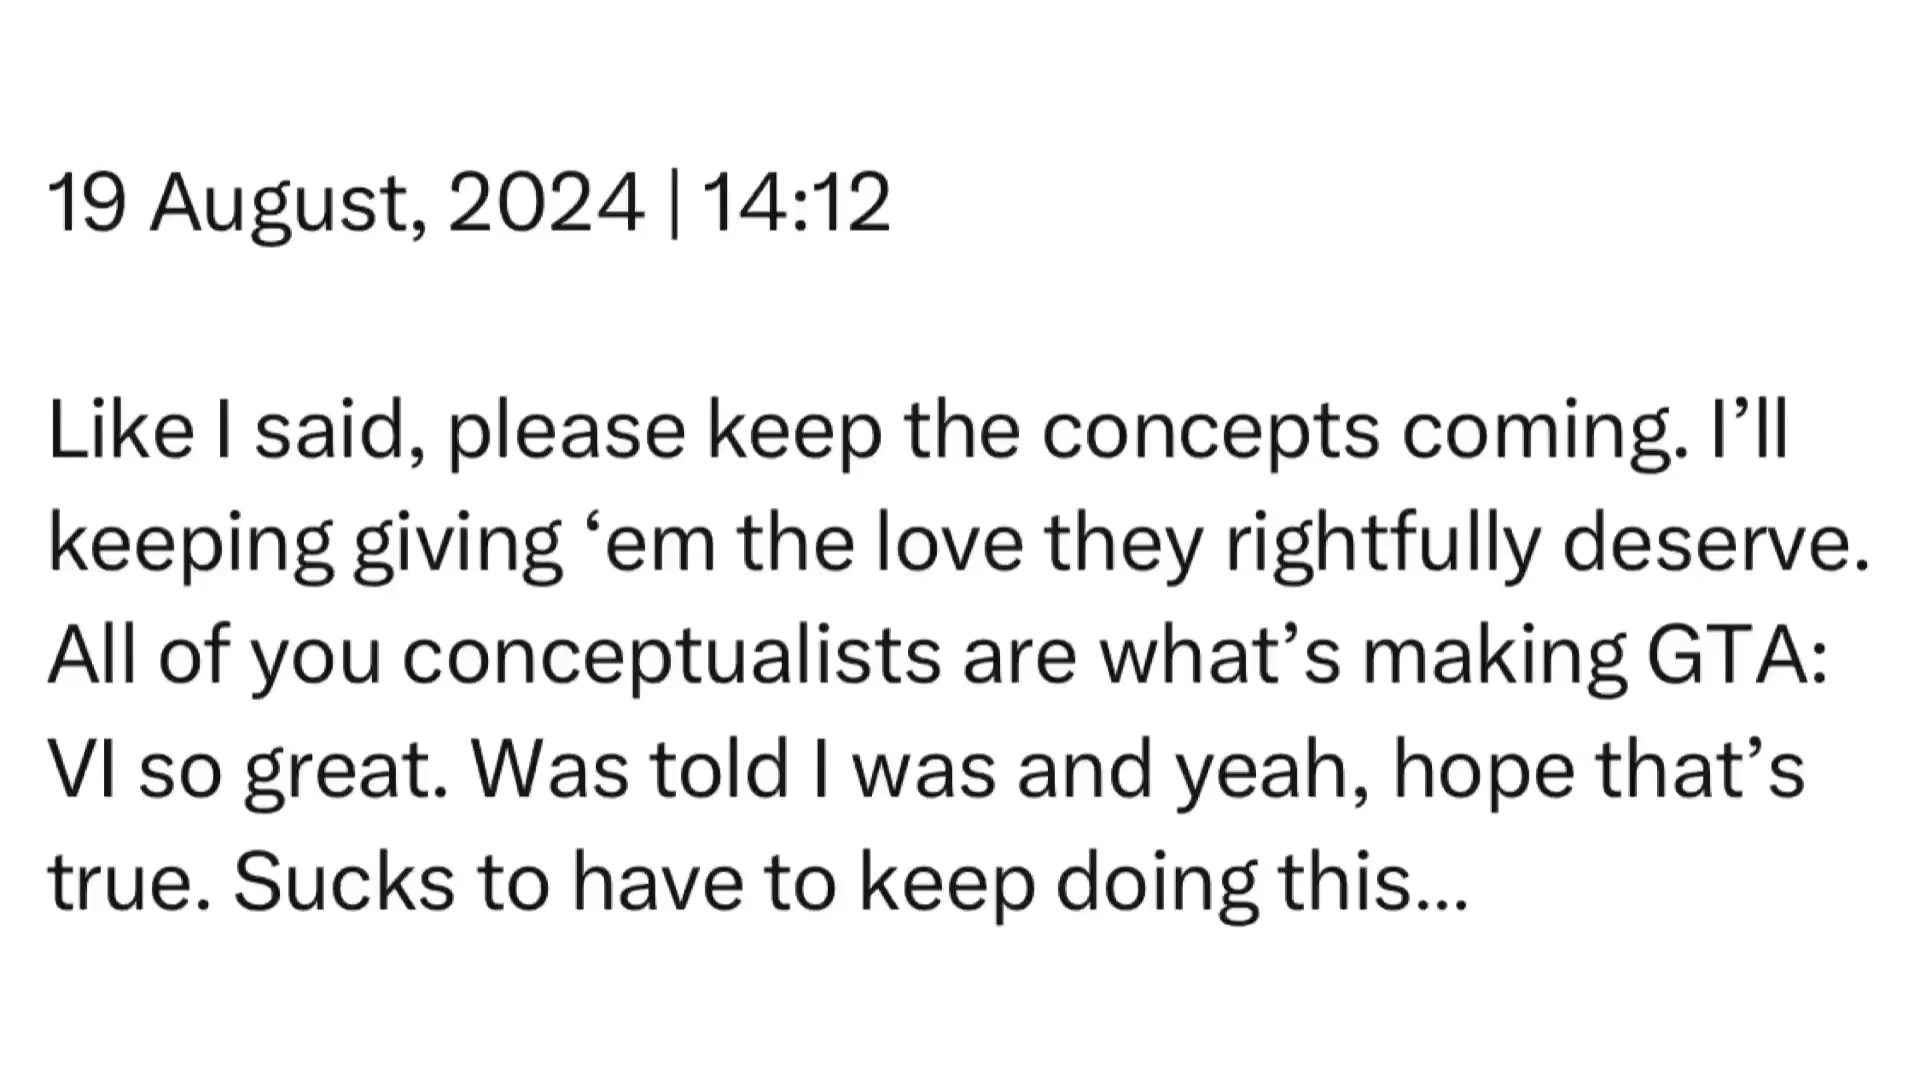 19 August, 2024 | 14:12
Like I said, please keep the concepts coming. I’ll
keeping giving ‘em the love they rightfully deserve.
All of you conceptualists are what’s making GTA:
VI so great. Was told I was and yeah, hope that’s
true. Sucks to have to keep doing this...